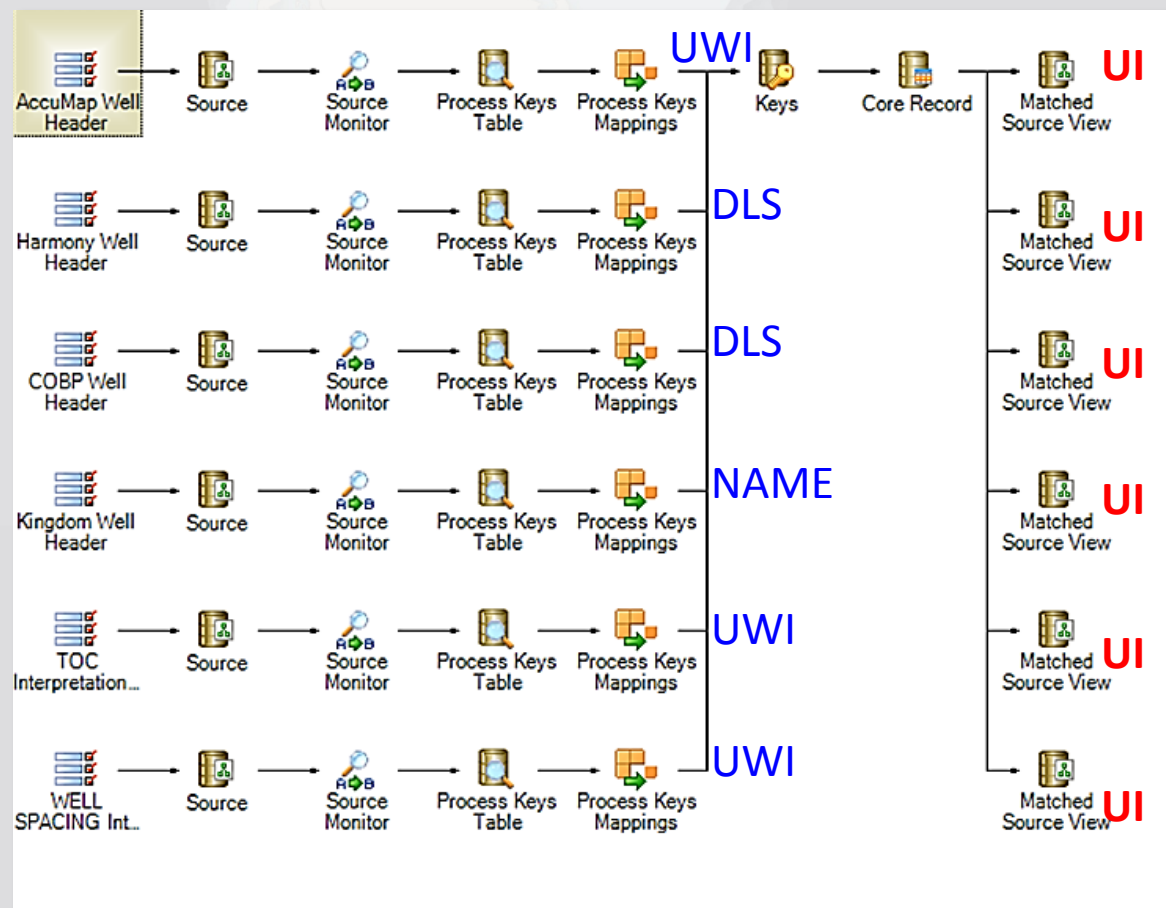 UWI
UI
AccuMap Well
Header
Source
Source
Monitor
Process Keys
Table
Process Keys
Mappings
Keys
Core Record
Matched
Source View
DLS
UI
Harmony Well
Header
Source
Source
Monitor
Process Keys
Table
Process Keys
Mappings
Matched
Source View
DLS
UI
COBP Well
Header
Source
Source
Monitor
Process Keys
Table
Process Keys
Mappings
Matched
Source View
NAME
UI
Kingdom Well
Header
Source
Source
Monitor
Process Keys
Table
Process Keys
Mappings
Matched
Source View
UWI
UI
TOC
Interpretation...
Source
Source
Monitor
Process Keys
Table
Process Keys
Mappings
Matched
Source View
UWI
UI
WELL
SPACING Int...
Source
Source
Monitor
Process Keys
Table
Process Keys
Mappings
Matched
Source View